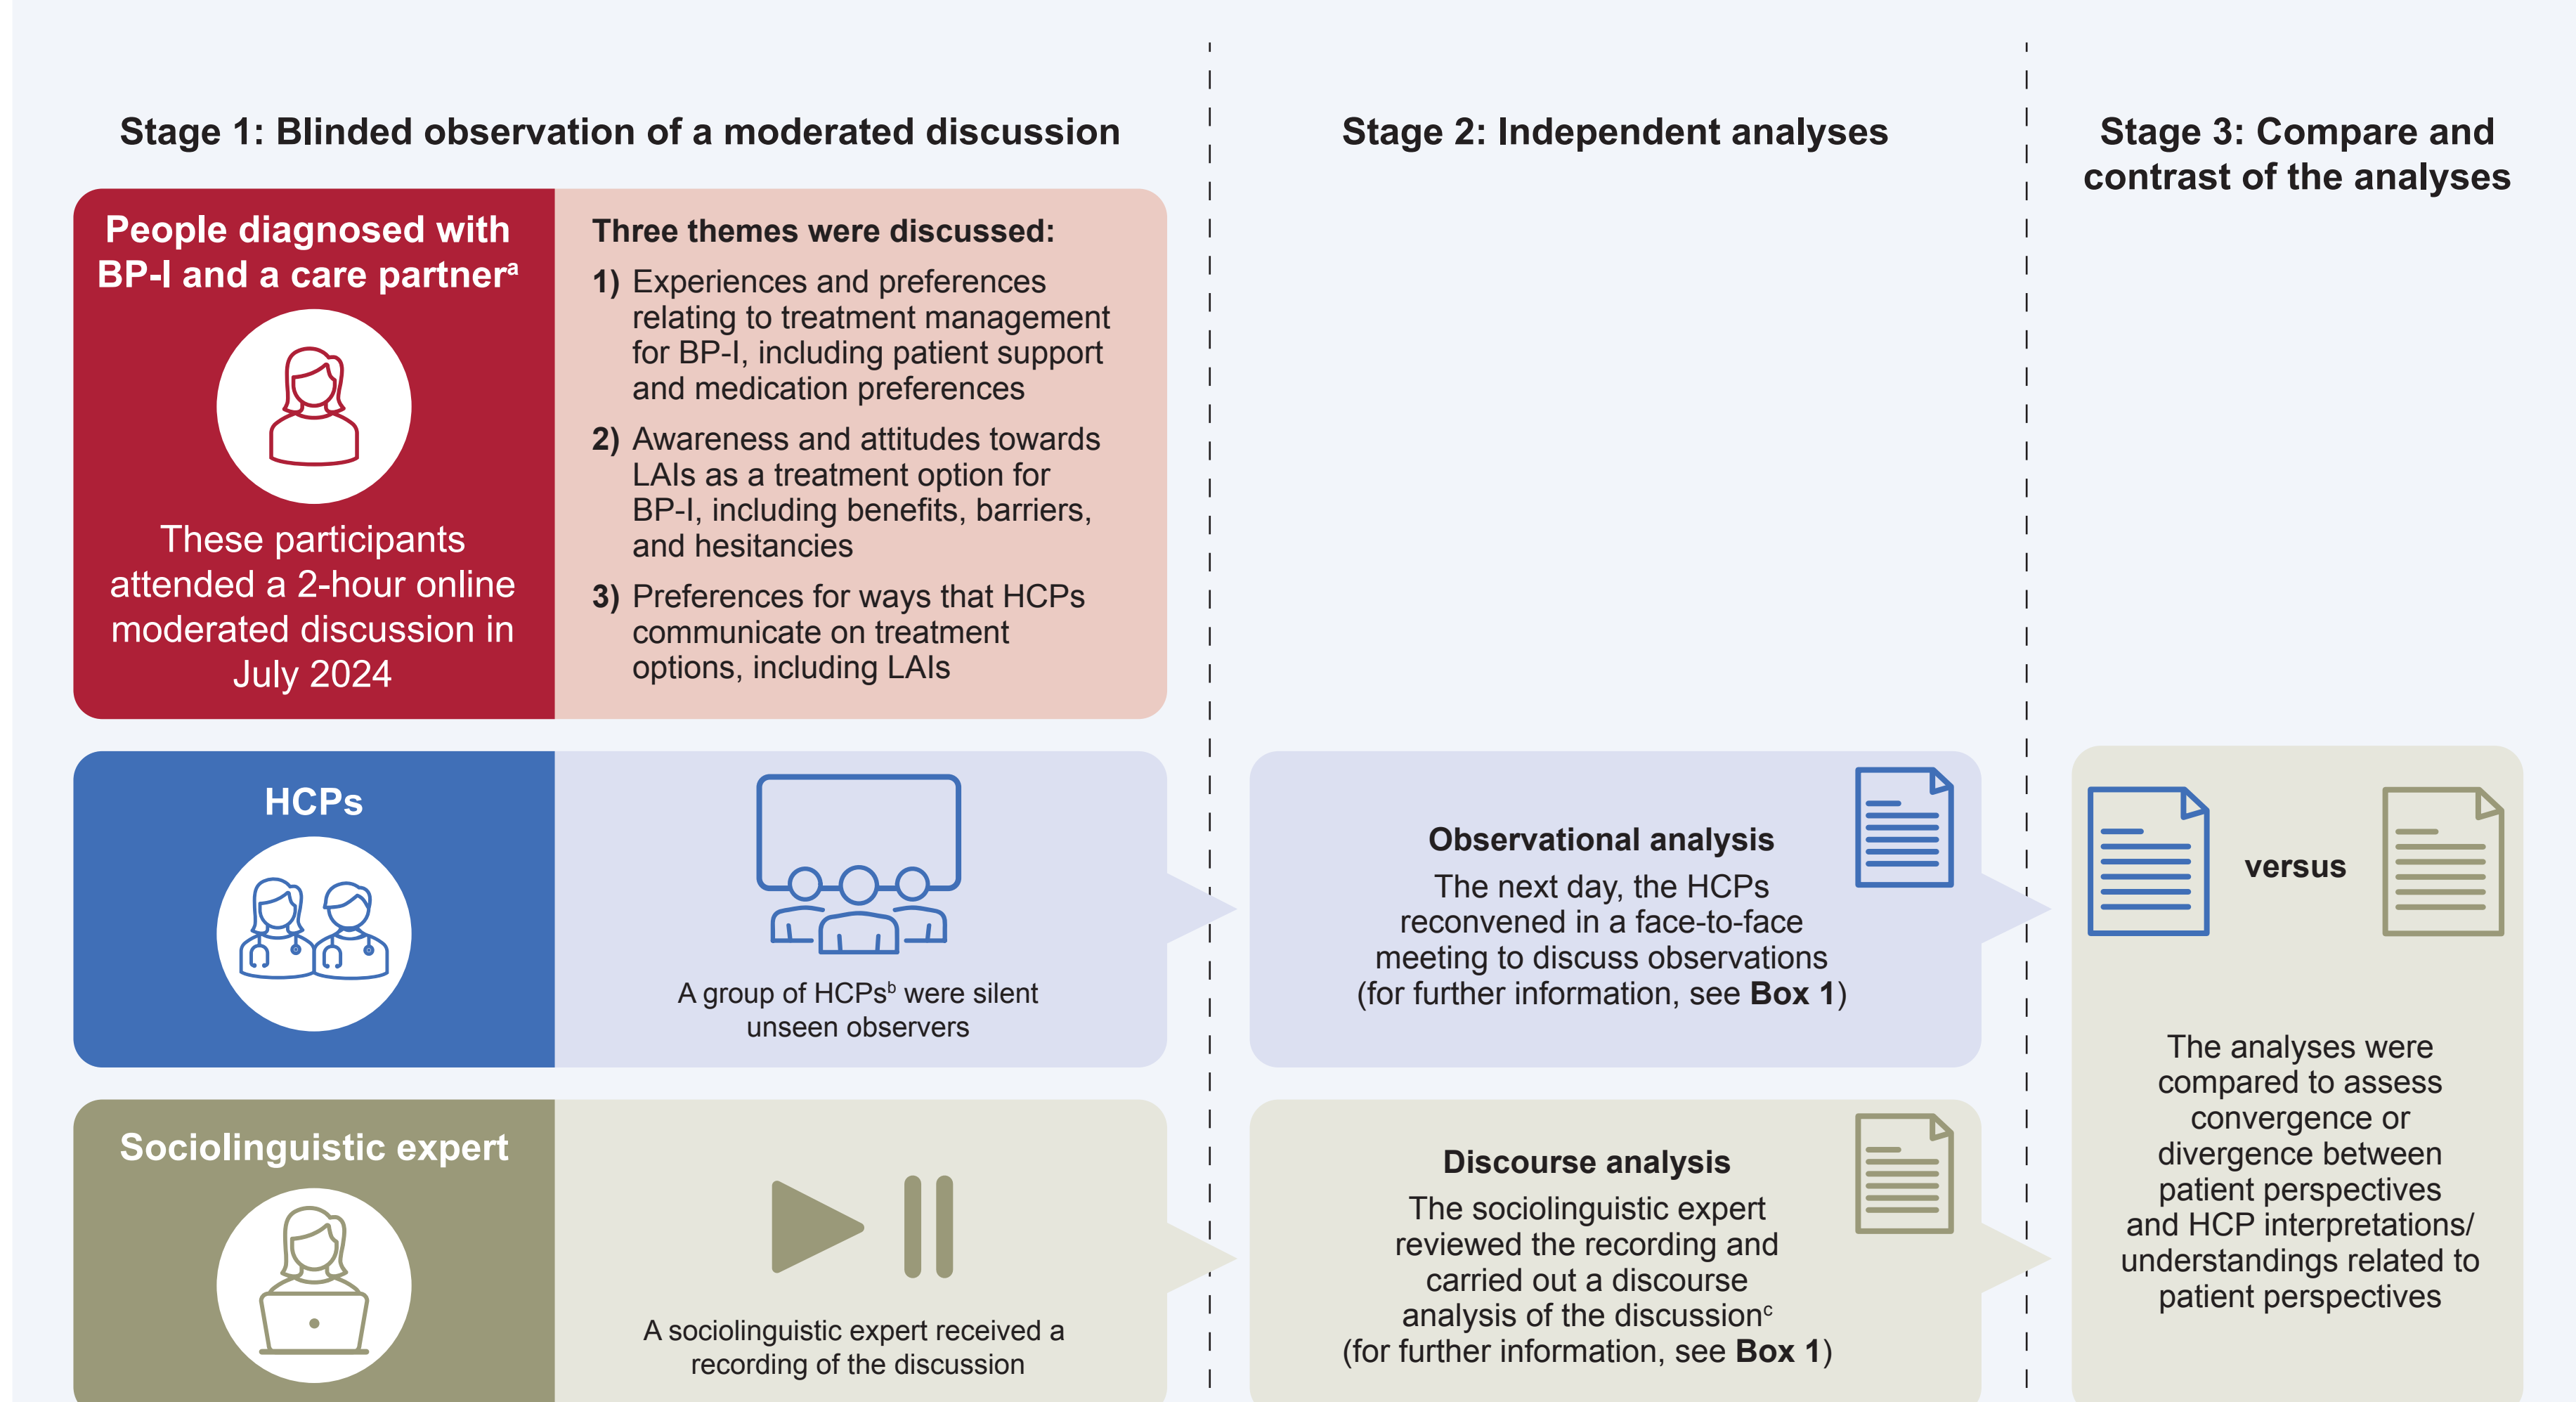 Stage 1: Blinded observation of a moderated discussion
People diagnosed with
BP-I and a care partnerᵃ
These participants
attended a 2-hour online
moderated discussion in
July 2024
Three themes were discussed:
1) Experiences and preferences
relating to treatment management
for BP-I, including patient support
and medication preferences
2) Awareness and attitudes towards
LAIs as a treatment option for
BP-I, including benefits, barriers,
and hesitancies
3) Preferences for ways that HCPs
communicate on treatment
options, including LAIs
HCPs
A group of HCPsᵇ were silent
unseen observers
Sociolinguistic expert
A sociolinguistic expert received a
recording of the discussion
Stage 2: Independent analyses
Observational analysis
The next day, the HCPs
reconvened in a face-to-face
meeting to discuss observations
(for further information, see Box 1)
Discourse analysis
The sociolinguistic expert
reviewed the recording and
carried out a discourse
analysis of the discussionᶜ
(for further information, see Box 1)
Stage 3: Compare and
contrast of the analyses
versus
The analyses were
compared to assess
convergence or
divergence between
patient perspectives
and HCP interpretations/
understandings related to
patient perspectives